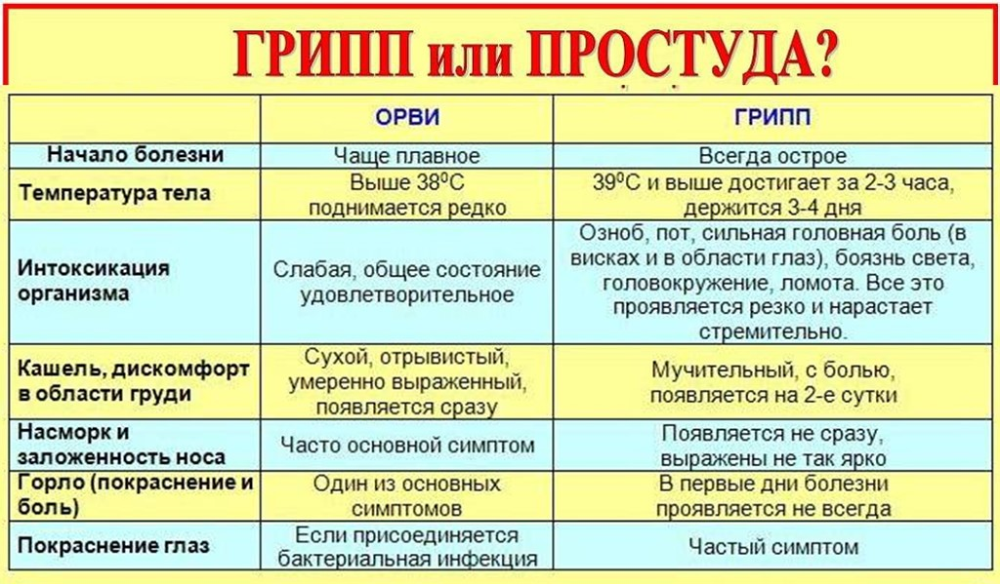 ГРИПП или ПРОСТУДА?
ОРВИ
ГРИПП
Начало болезни
Чаще плавное
Всегда острое
Температура тела
Выше 38⁰С
поднимается редко
39⁰С и выше достигает за 2-3 часа,
держится 3-4 дня
Интоксикация
организма
Слабая, общее состояние
удовлетворительное
Озноб, пот, сильная головная боль (в
висках и в области глаз), боязнь света,
головокружение, ломота. Все это
проявляется резко и нарастает
стремительно.
Кашель, дискомфорт
в области груди
Сухой, отрывистый,
умеренно выраженный,
появляется сразу
Мучительный, с болью,
появляется на 2-е сутки
Насморк и
заложенность носа
Часто основной симптом
Появляется не сразу,
выражены не так ярко
Горло (покраснение и
боль)
Один из основных
симптомов
В первые дни болезни
проявляется не всегда
Покраснение глаз
Если присоединяется
бактериальная инфекция
Частый симптом